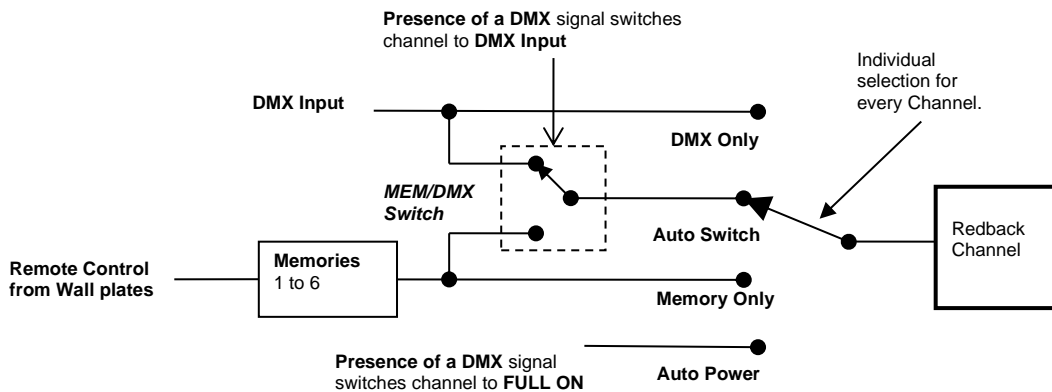 Presence of a DMX signal switches
channel to DMX Input
Individual
selection for
every Channel.
DMX Input
DMX Only
MEM/DMX
Switch
Auto Switch
Redback
Channel
Remote Control
from Wall plates
Memories
1 to 6
Memory Only
Presence of a DMX signal
switches channel to FULL ON
Auto Power